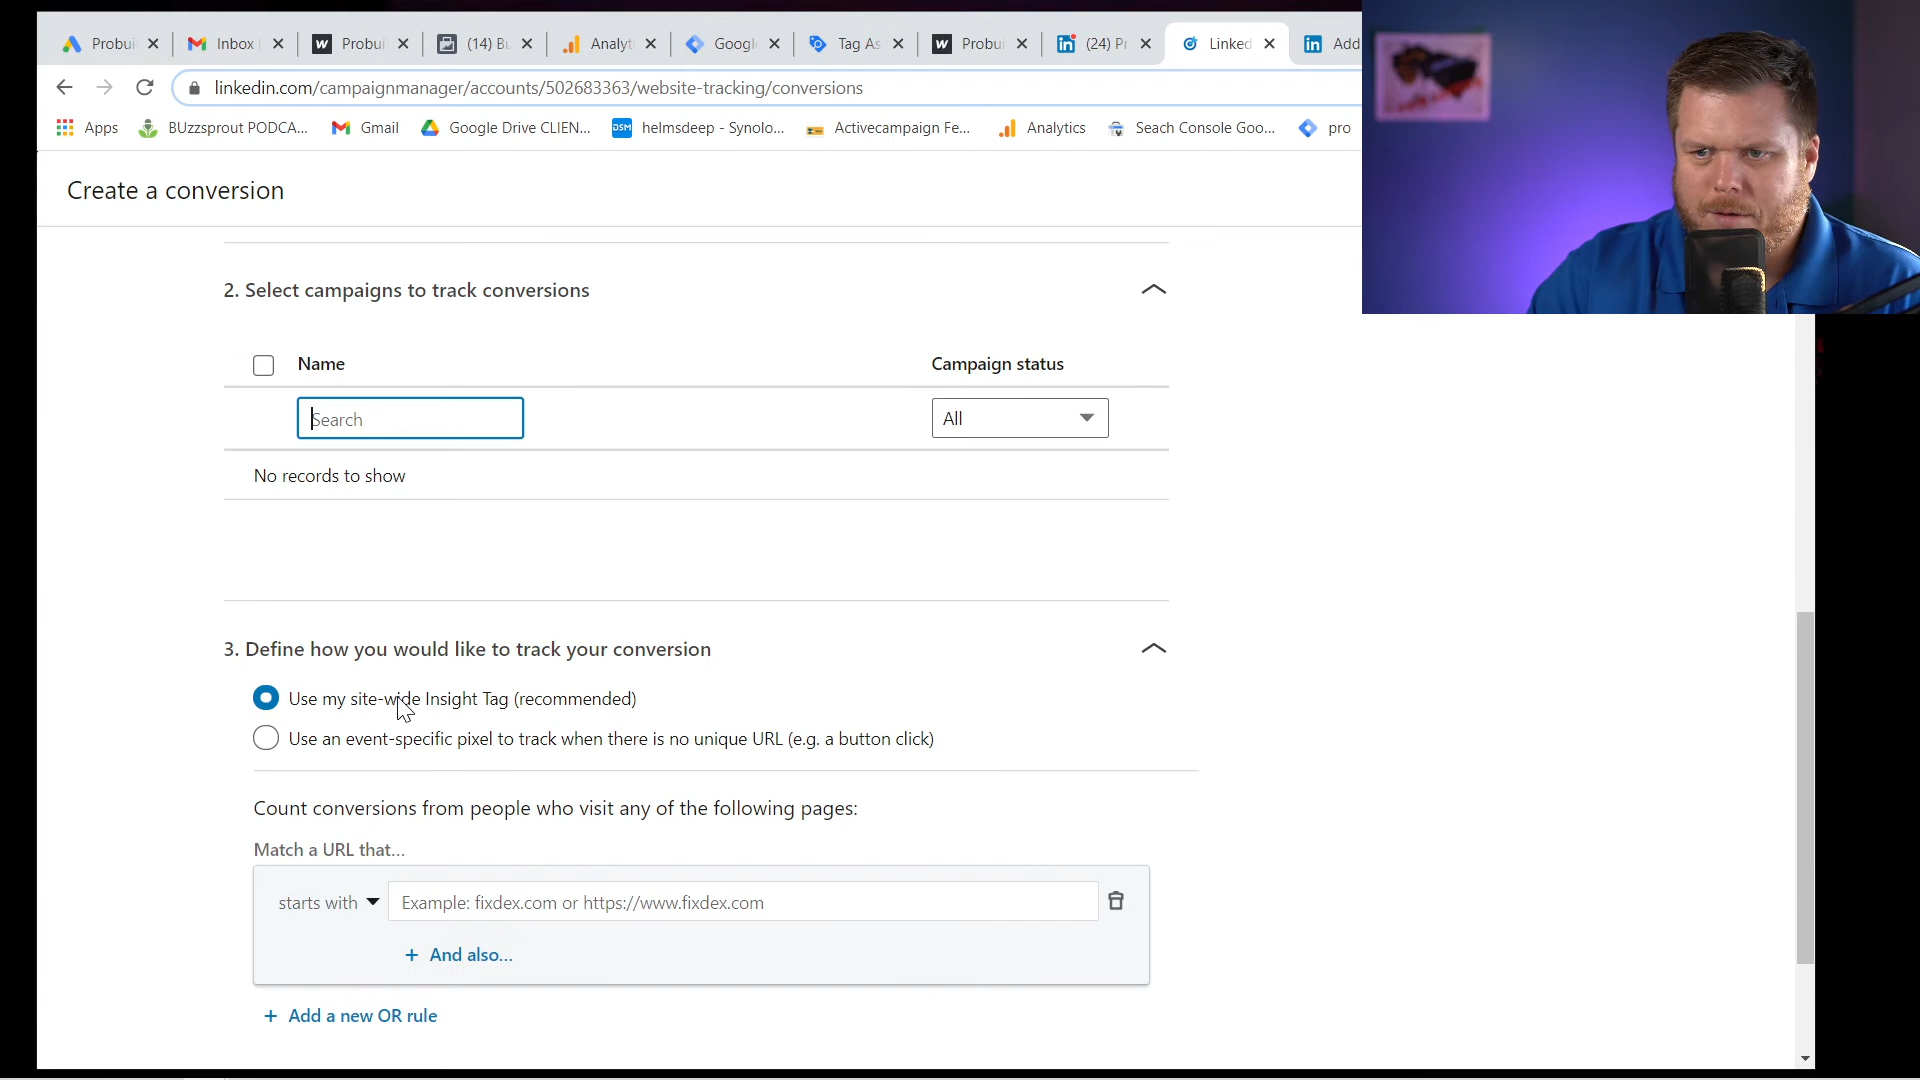 Probui
Inbox
Probui
(14) Bu
Analyt
Google
Tag As
Probui
(24) Pr
Linked
Add
linkedin.com/campaignmanager/accounts/502683363/website-tracking/conversions
Apps
BUzzsprout PODCA...
Gmail
Google Drive CLIEN...
DSM
helmsdeep - Synolo...
Activecampaign Fe...
Analytics
Seach Console Goo...
pro
Create a conversion
2. Select campaigns to track conversions
Name
Campaign status
Search
All
No records to show
3. Define how you would like to track your conversion
Use my site-wide Insight Tag (recommended)
Use an event-specific pixel to track when there is no unique URL (e.g. a button click)
Count conversions from people who visit any of the following pages:
Match a URL that...
starts with
Example: fixdex.com or https://www.fixdex.com
+ And also...
+ Add a new OR rule